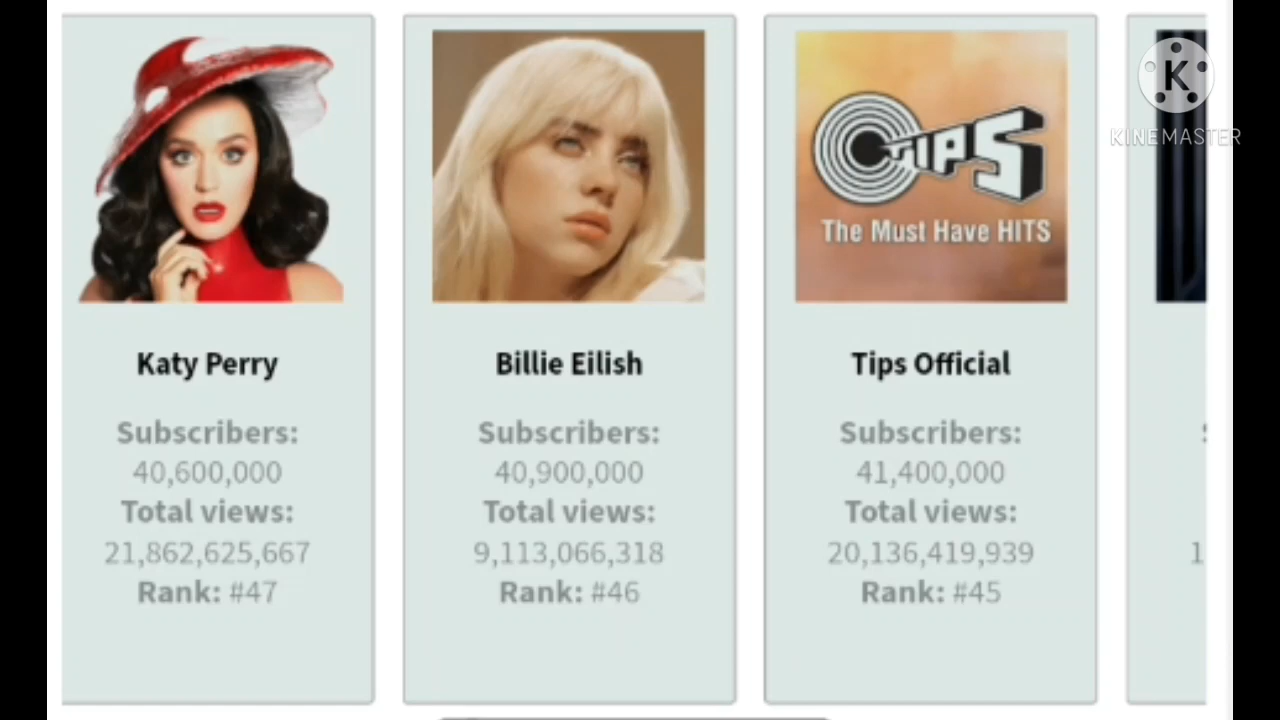 Katy Perry
Subscribers:
40,600,000
Total views:
21,862,625,667
Rank: #47
Billie Eilish
Subscribers:
40,900,000
Total views:
9,113,066,318
Rank: #46
TIPS
The Must Have HITS
Tips Official
Subscribers:
41,400,000
Total views:
20,136,419,939
Rank: #45
K
KINEMASTER